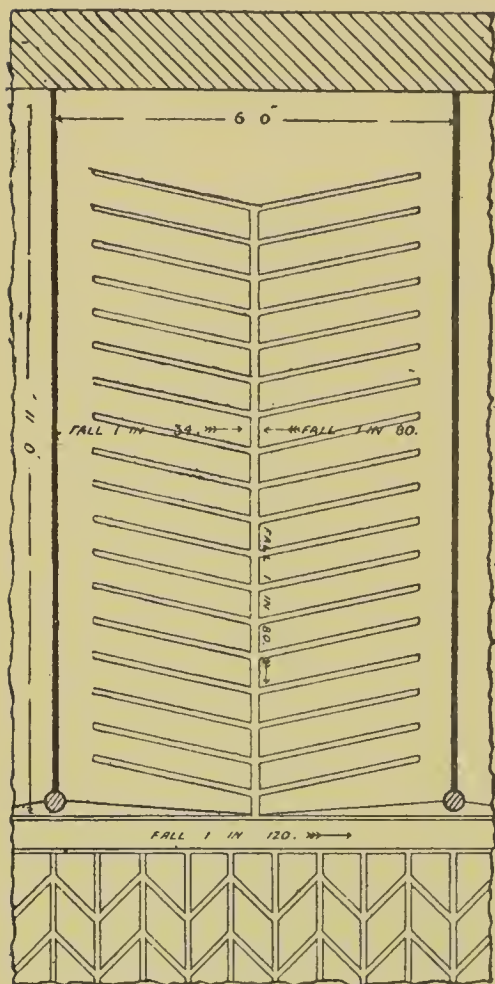 6 0"
11 0
FALL 1 IN 34.
FALL 1 IN 80.
FALL 1 IN 80.
FALL 1 IN 120.